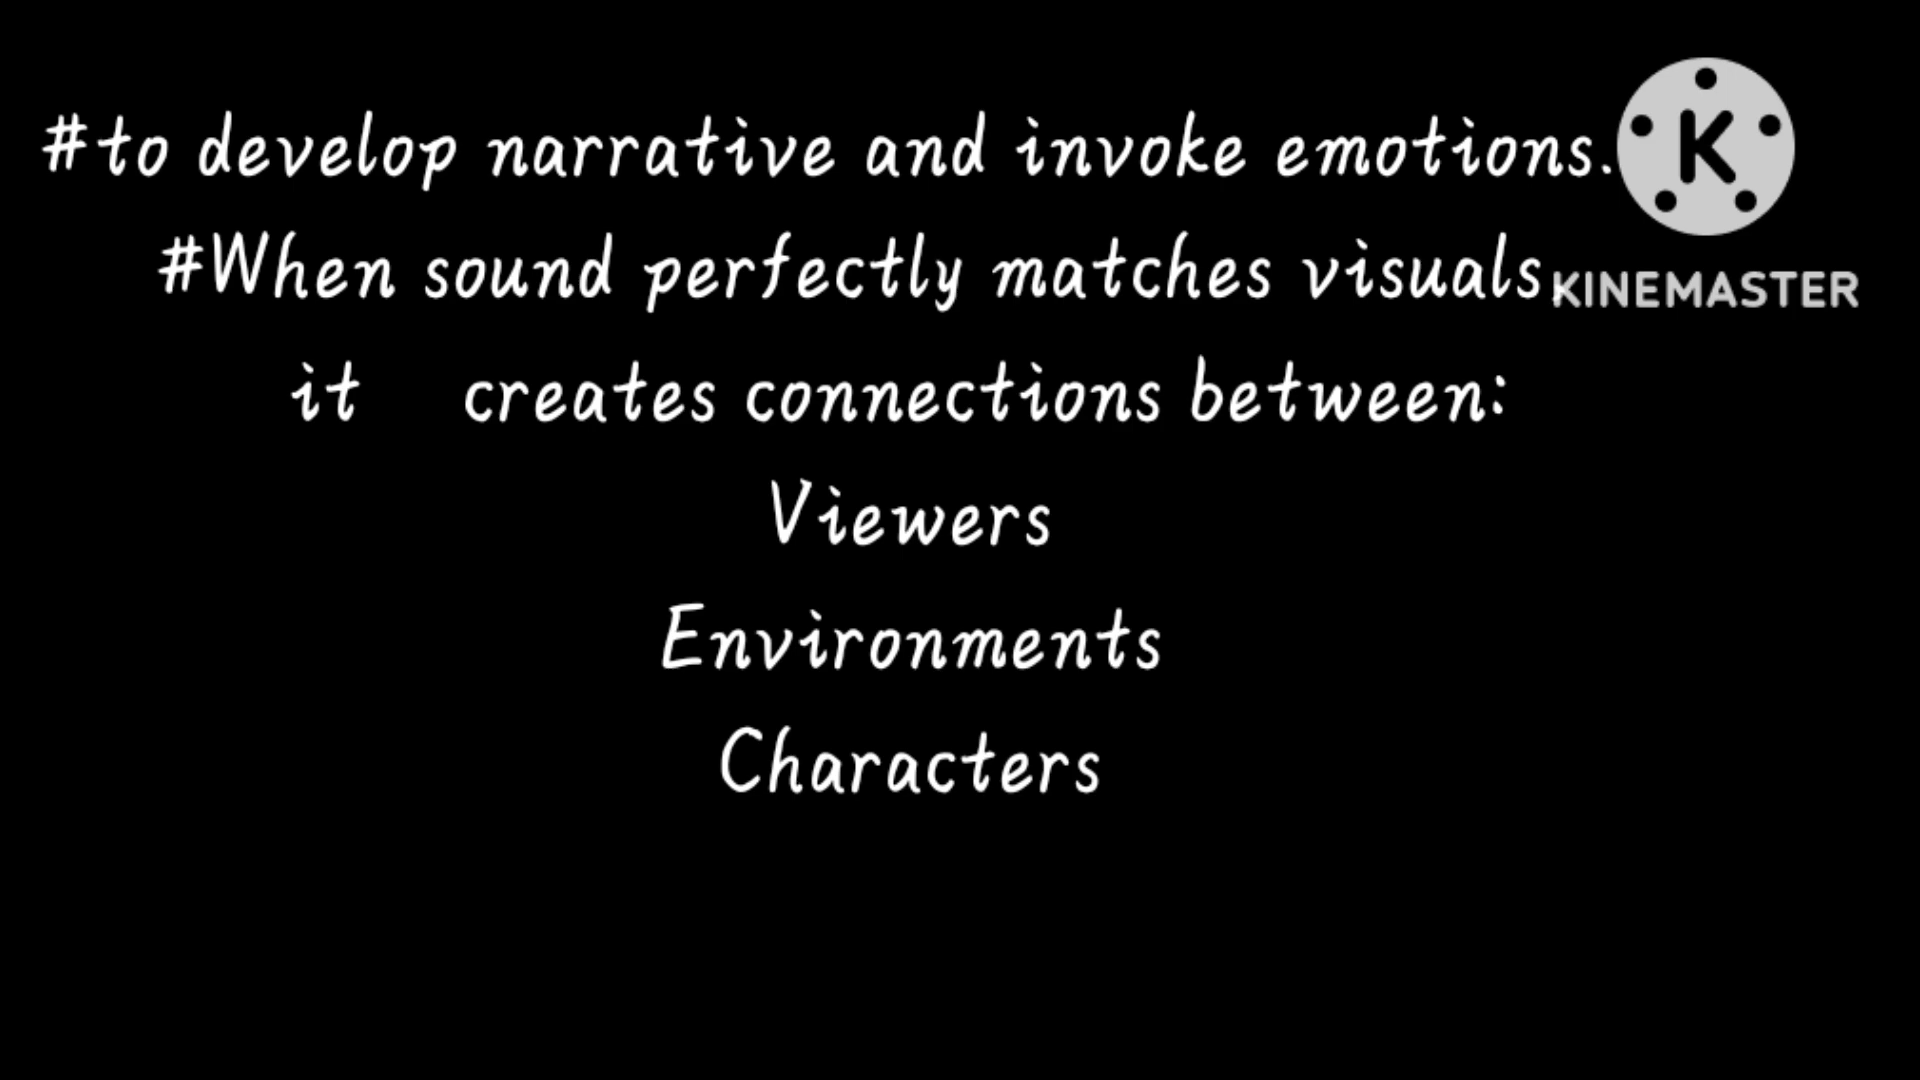 #to develop narrative and invoke emotions.
#When sound perfectly matches visuals
it creates connections between:
Viewers
Environments
Characters
K
KINEMASTER